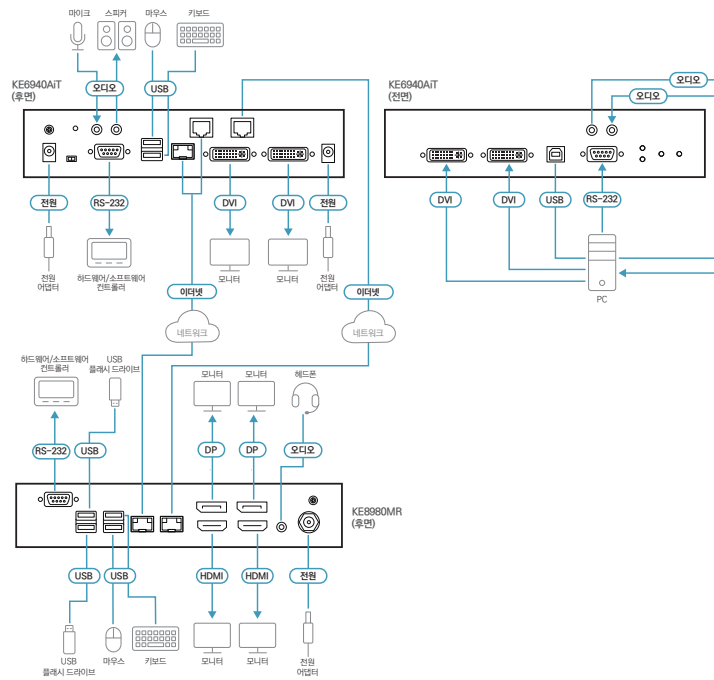 마이크 스피커 마우스 키보드
KE6940AiT
(후면)
오디오 USB
KE6940AiT
(전면)
오디오
오디오
전원 RS-232 DVI DVI 전원
DVI DVI USB RS-232
전원
어댑터
하드웨어/소프트웨어
컨트롤러
모니터 모니터
전원
어댑터
PC
이더넷 이더넷
네트워크 네트워크
하드웨어/소프트웨어
컨트롤러
USB
플래시 드라이브
모니터 모니터 헤드폰
RS-232 USB DP DP 오디오
KE8980MR
(후면)
USB USB HDMI HDMI 전원
USB
플래시 드라이브
마우스 키보드 모니터 모니터
전원
어댑터